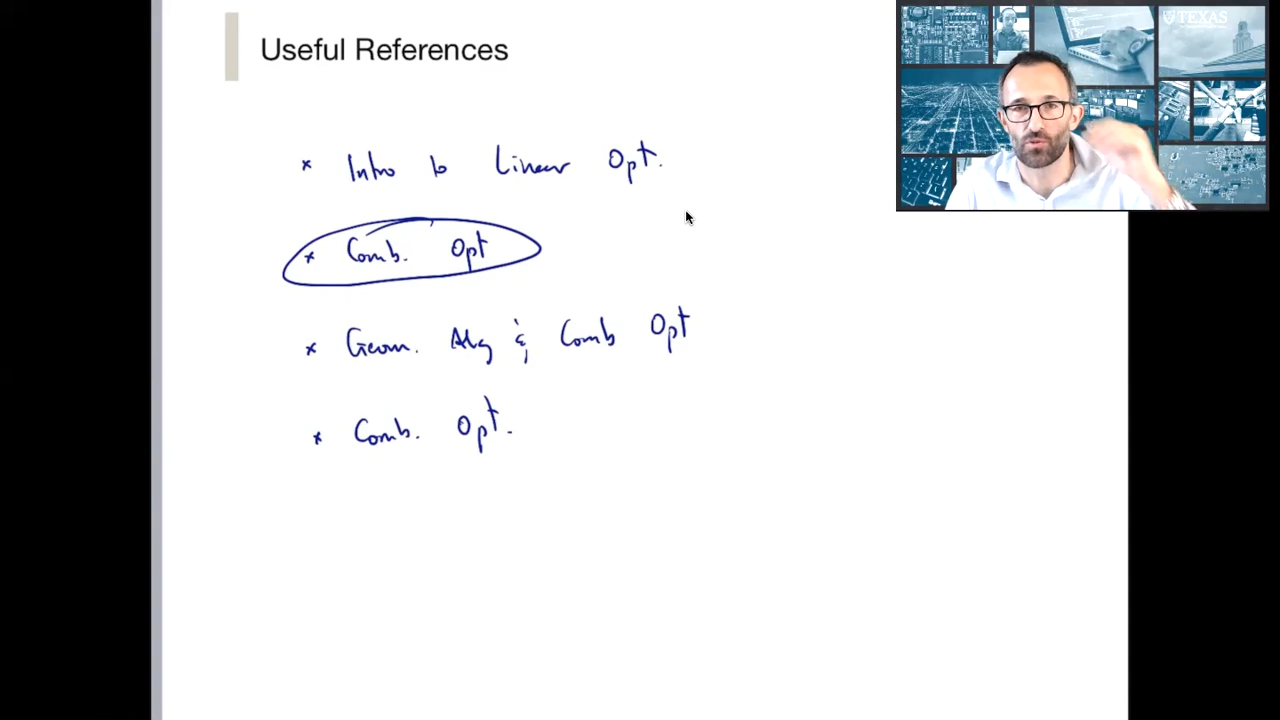 Useful References
TEXAS
* Intro to Linear Opt.
* Comb. Opt
* Geom. Alg & Comb Opt
* Comb. Opt.